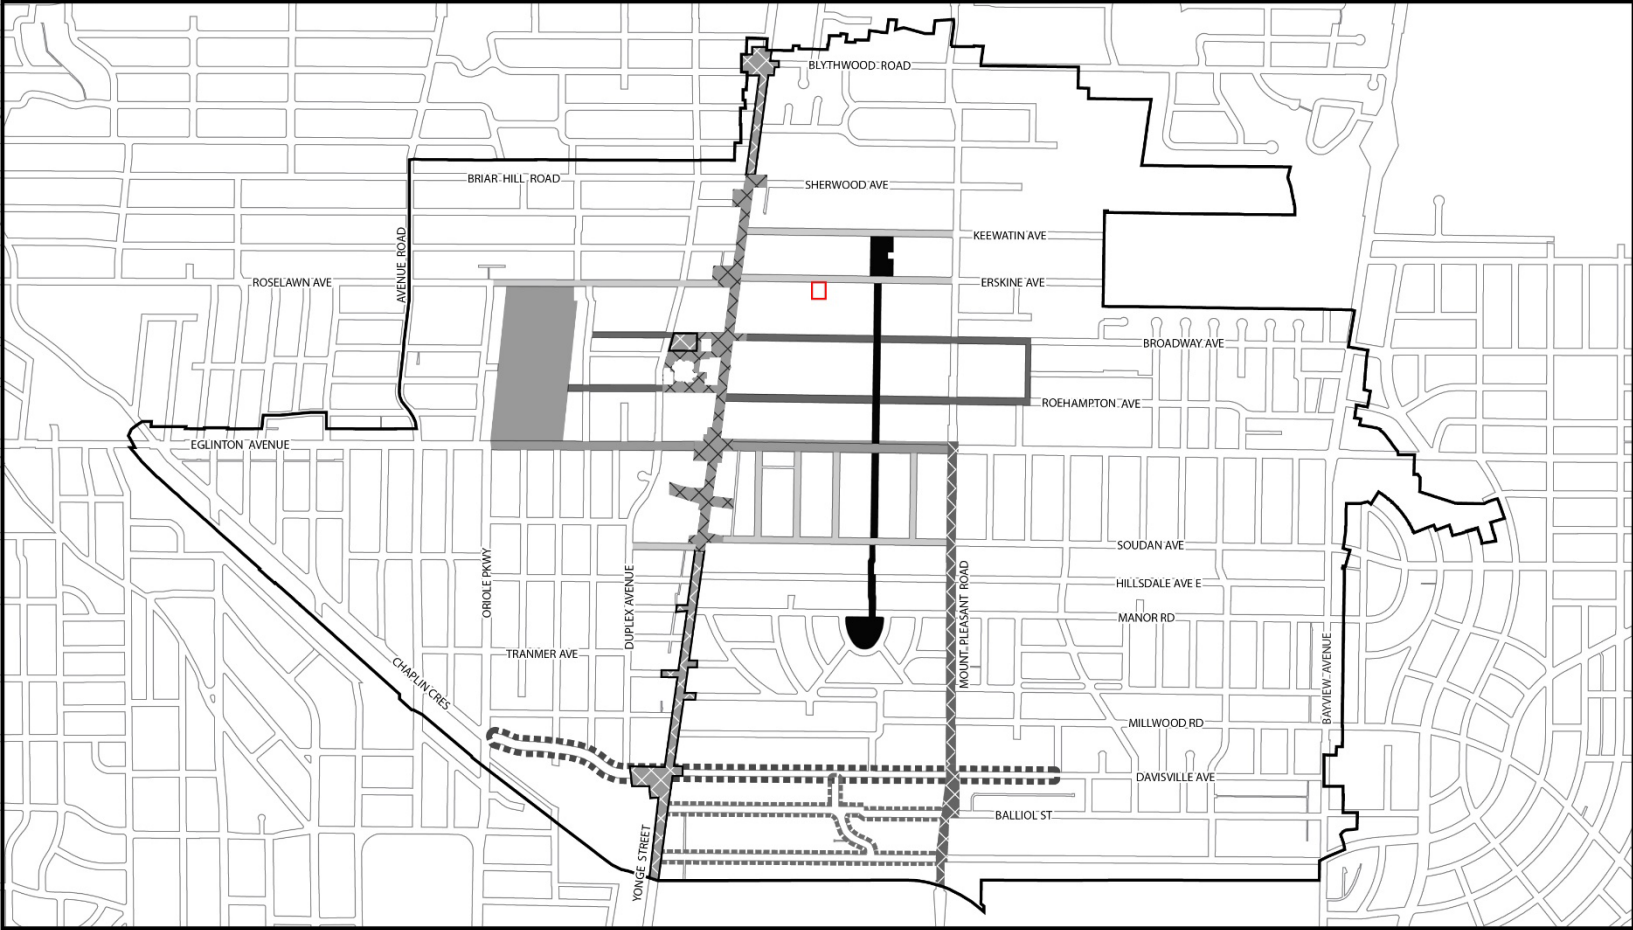 BLYTHWOOD ROAD
BRIAR HILL ROAD
SHERWOOD AVE
AVENUE ROAD
KEEWATIN AVE
ROSELAWN AVE
ERSKINE AVE
BROADWAY AVE
ROEHAMPTON AVE
EGLINTON AVENUE
SOUDAN AVE
ORIOLE PKWY
DUPLEX AVENUE
HILLSDALE AVE E
MOUNT PLEASANT ROAD
MANOR RD
TRANMER AVE
CHAPLIN CRES
BAYVIEW AVENUE
MILLWOOD RD
DAVISVILLE AVE
BALLIOL ST
YONGE STREET